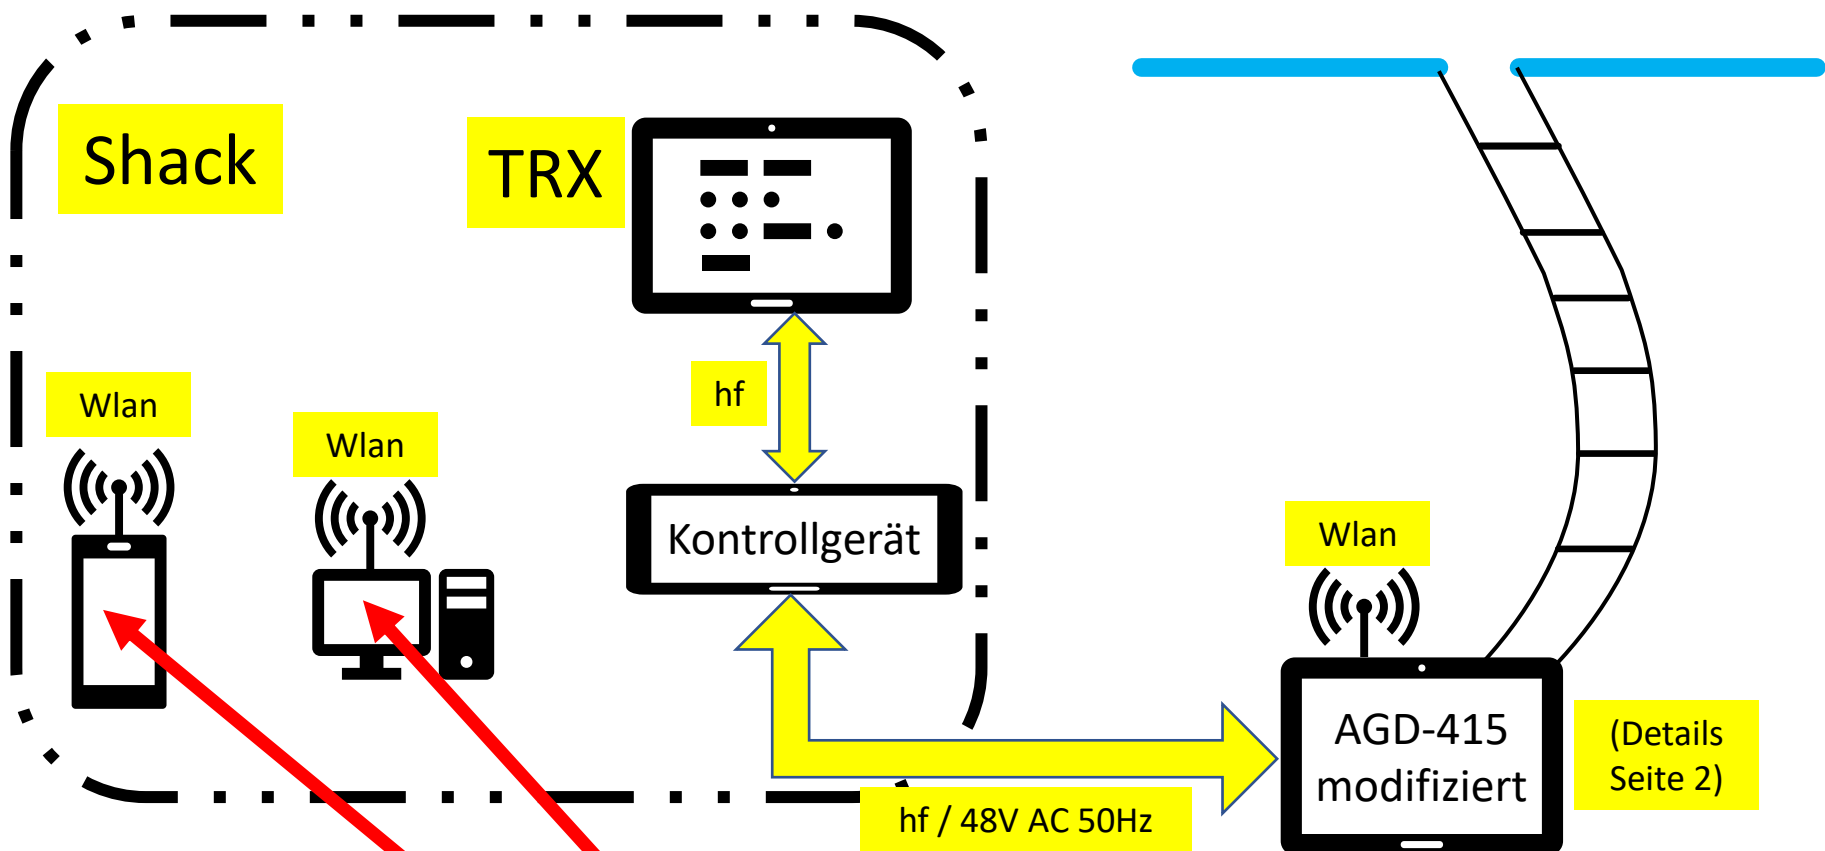 Shack
TRX
Wlan
Wlan
hf
Kontrollgerät
Wlan
AGD-415
modifiziert
(Details
Seite 2)
hf / 48V AC 50Hz